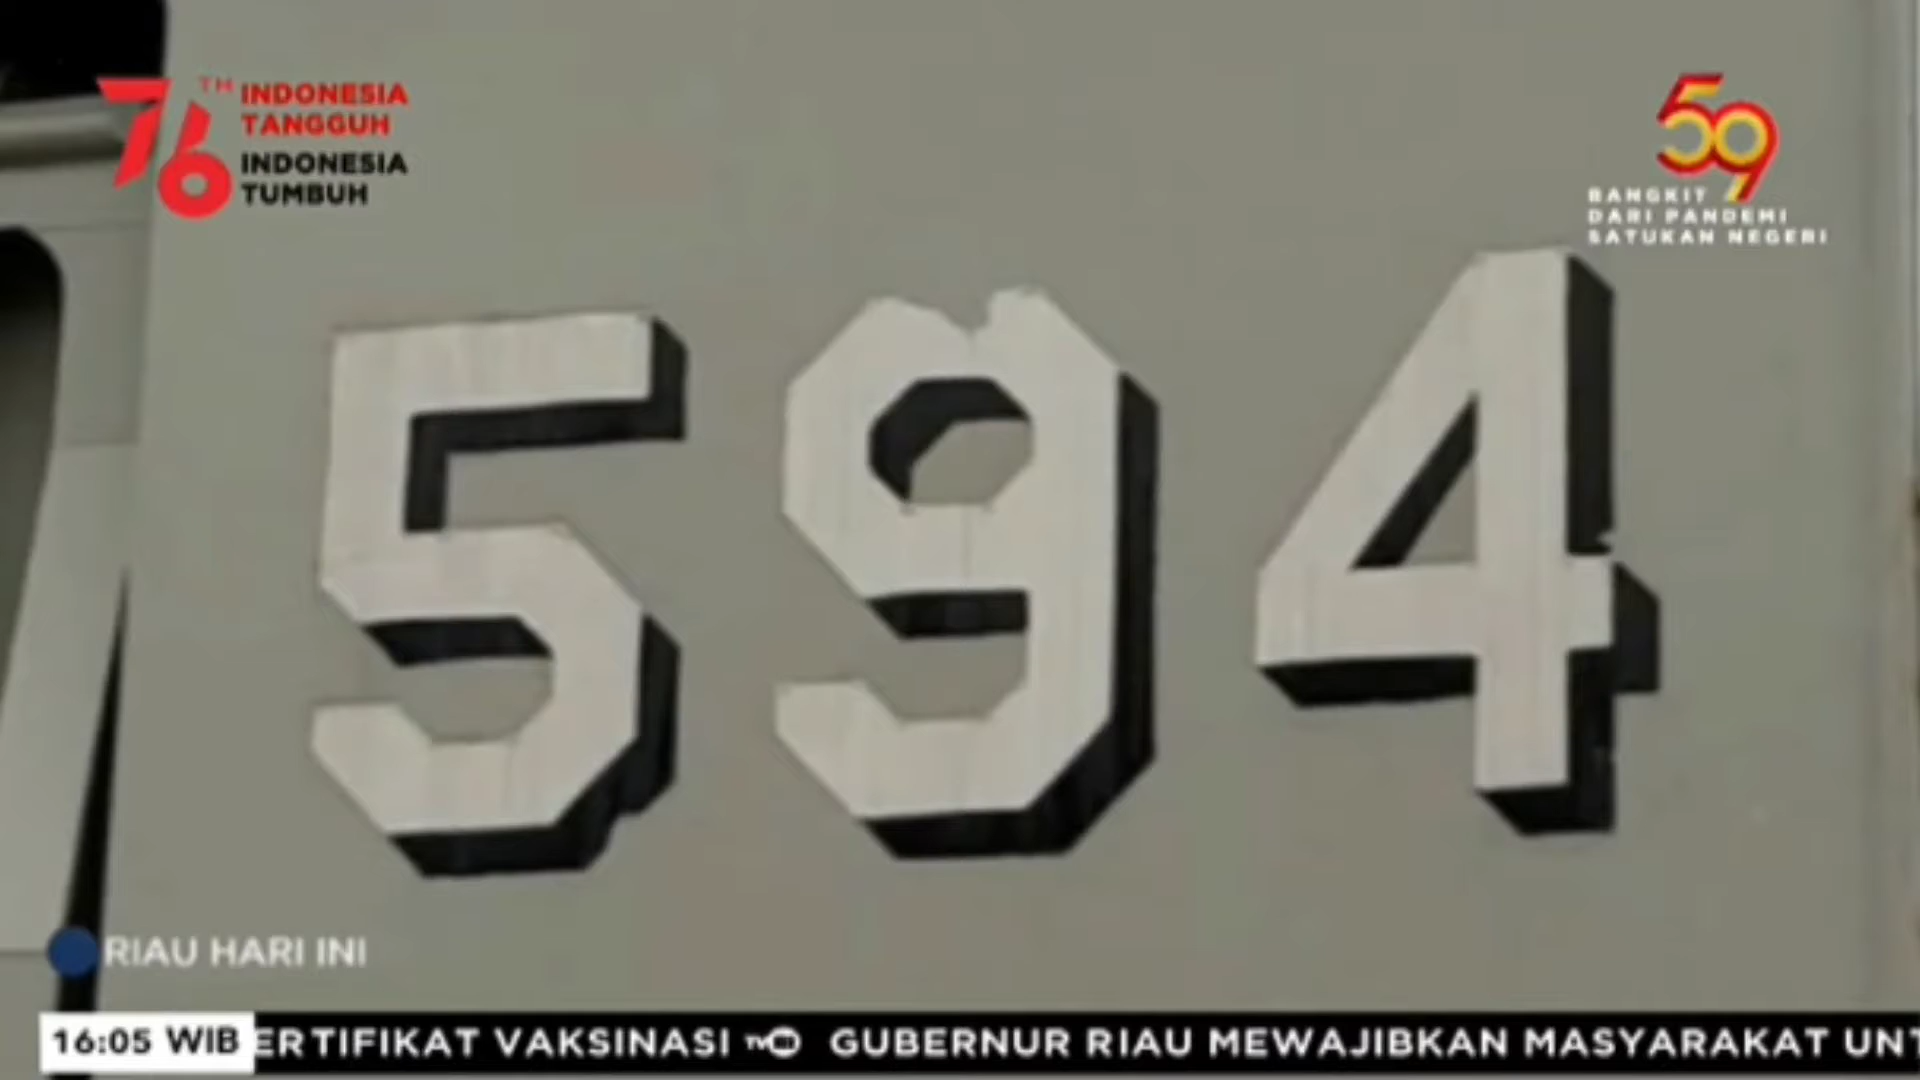 76TH
INDONESIA
TANGGUH
INDONESIA
TUMBUH
59
BANGKIT
DARI PANDEMI
SATUKAN NEGERI
594
RIAU HARI INI
16:05 WIB
ERTIFIKAT VAKSINASI TVRI GUBERNUR RIAU MEWAJIBKAN MASYARAKAT UNT